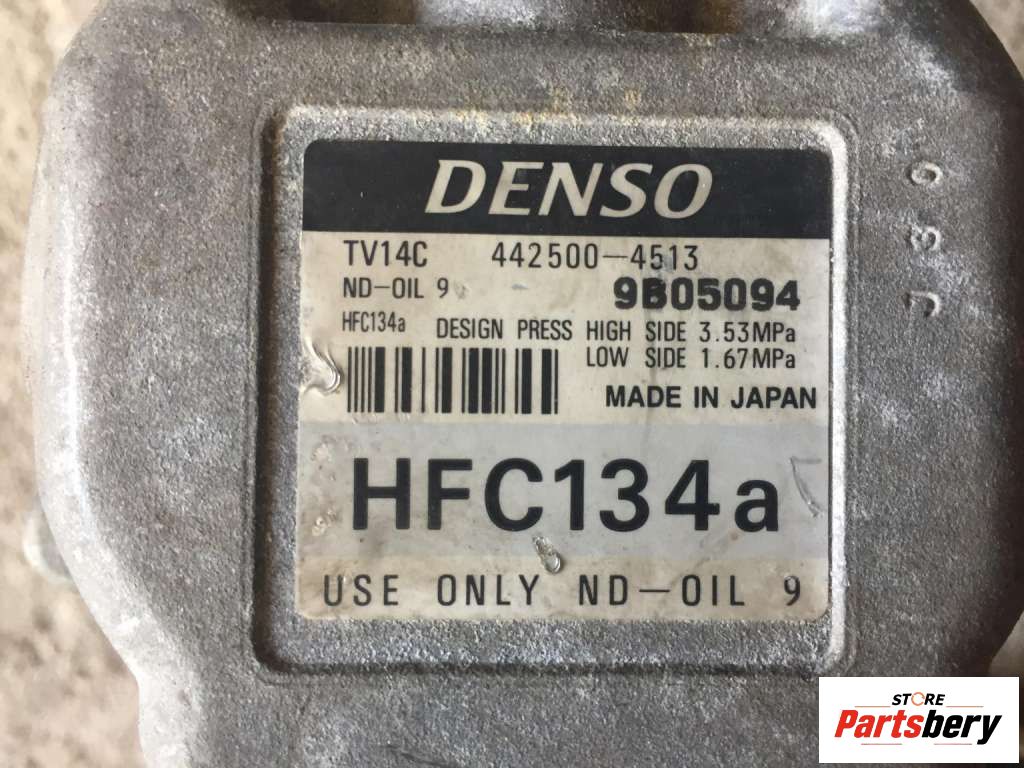 DENSO
TV14C 442500-4513
ND-OIL 9 9B05094
HFC134a DESIGN PRESS HIGH SIDE 3.53MPa
LOW SIDE 1.67MPa
MADE IN JAPAN
HFC134a
USE ONLY ND-OIL 9
STORE
Partsbery